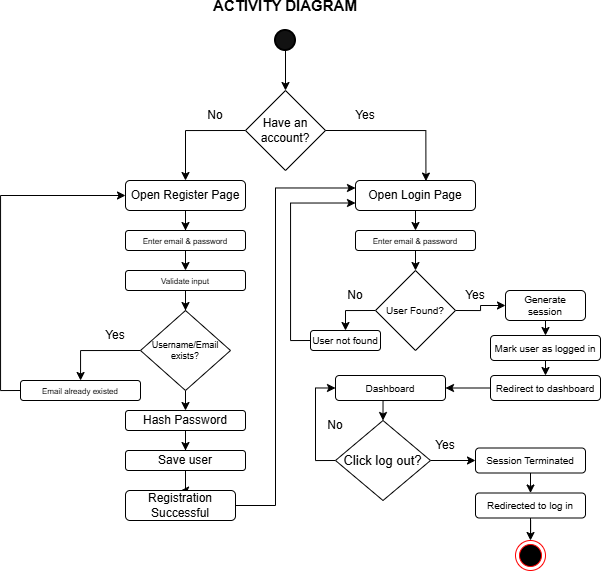 ACTIVITY DIAGRAM
Have an
account?
No
Yes
Open Register Page
Open Login Page
Enter email & password
Enter email & password
Validate input
User Found?
No
Yes
Generate
session
User not found
Mark user as logged in
Username/Email
exists?
Yes
Email already existed
Dashboard
Redirect to dashboard
Hash Password
No
Click log out?
Yes
Save user
Session Terminated
Registration
Successful
Redirected to log in